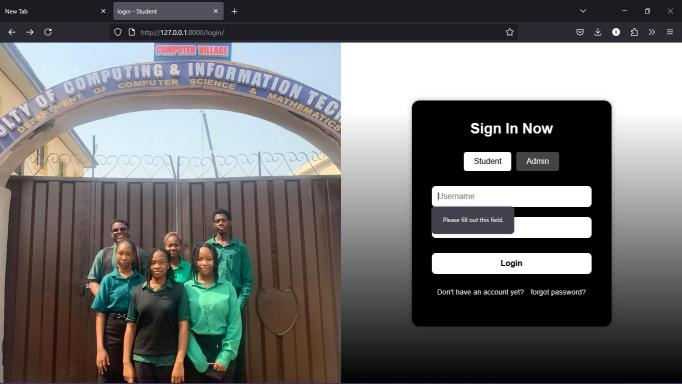 New Tab
login - Student
http://127.0.0.1:8000/login/
COMPUTER VILLAGE
ULTY OF COMPUTING & INFORMATION TEC
DEPARTMENT OF COMPUTER SCIENCE & MATHEMATICS
Sign In Now
Student
Admin
Username
Please fill out this field.
Login
Don't have an account yet?
forgot password?